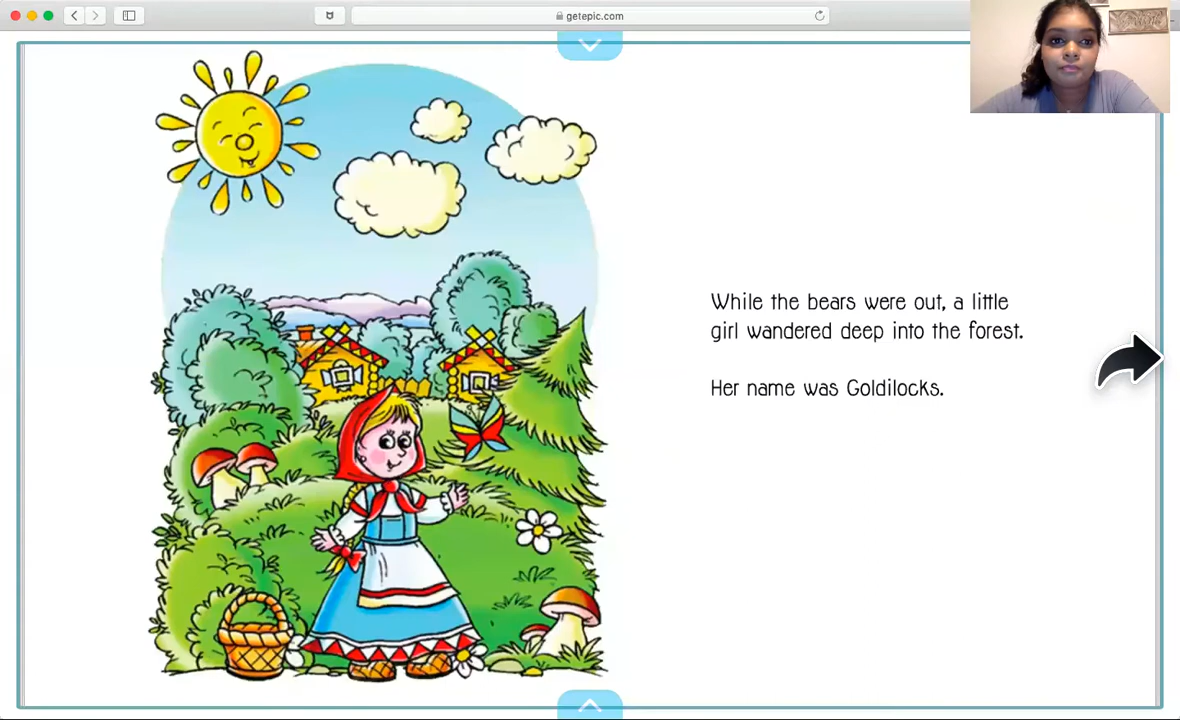 getepic.com
While the bears were out, a little
girl wandered deep into the forest.
Her name was Goldilocks.